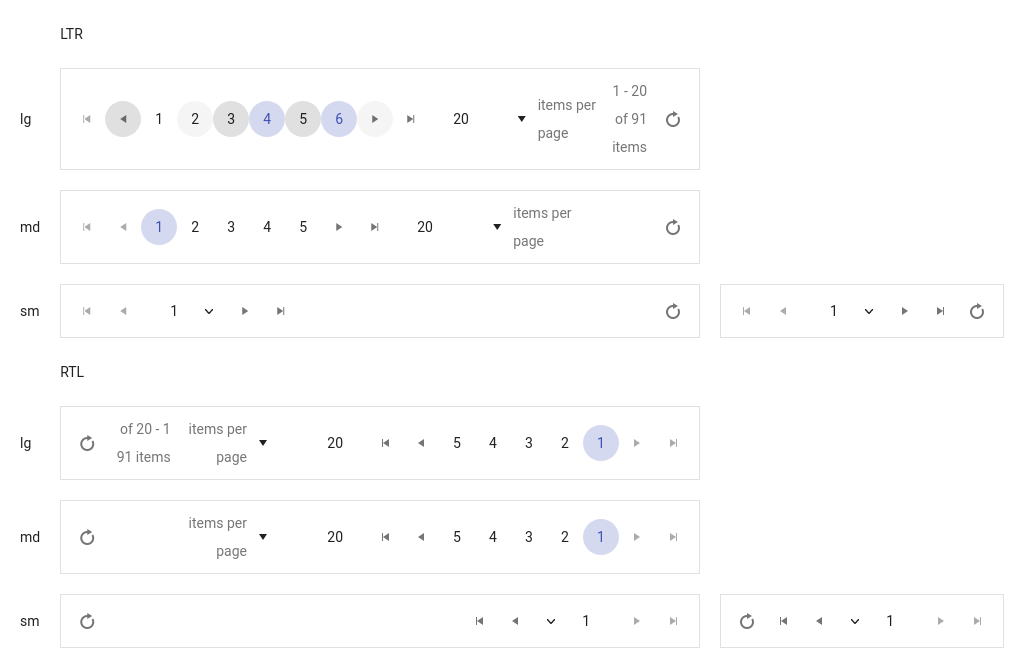 LTR
lg 1 2 3 4 5 6 20 items per page 1 - 20 of 91 items
md 1 2 3 4 5 20 items per page
sm 1 1
RTL
lg of 20 - 1 91 items items per page 20 5 4 3 2 1
md items per page 20 5 4 3 2 1
sm 1 1